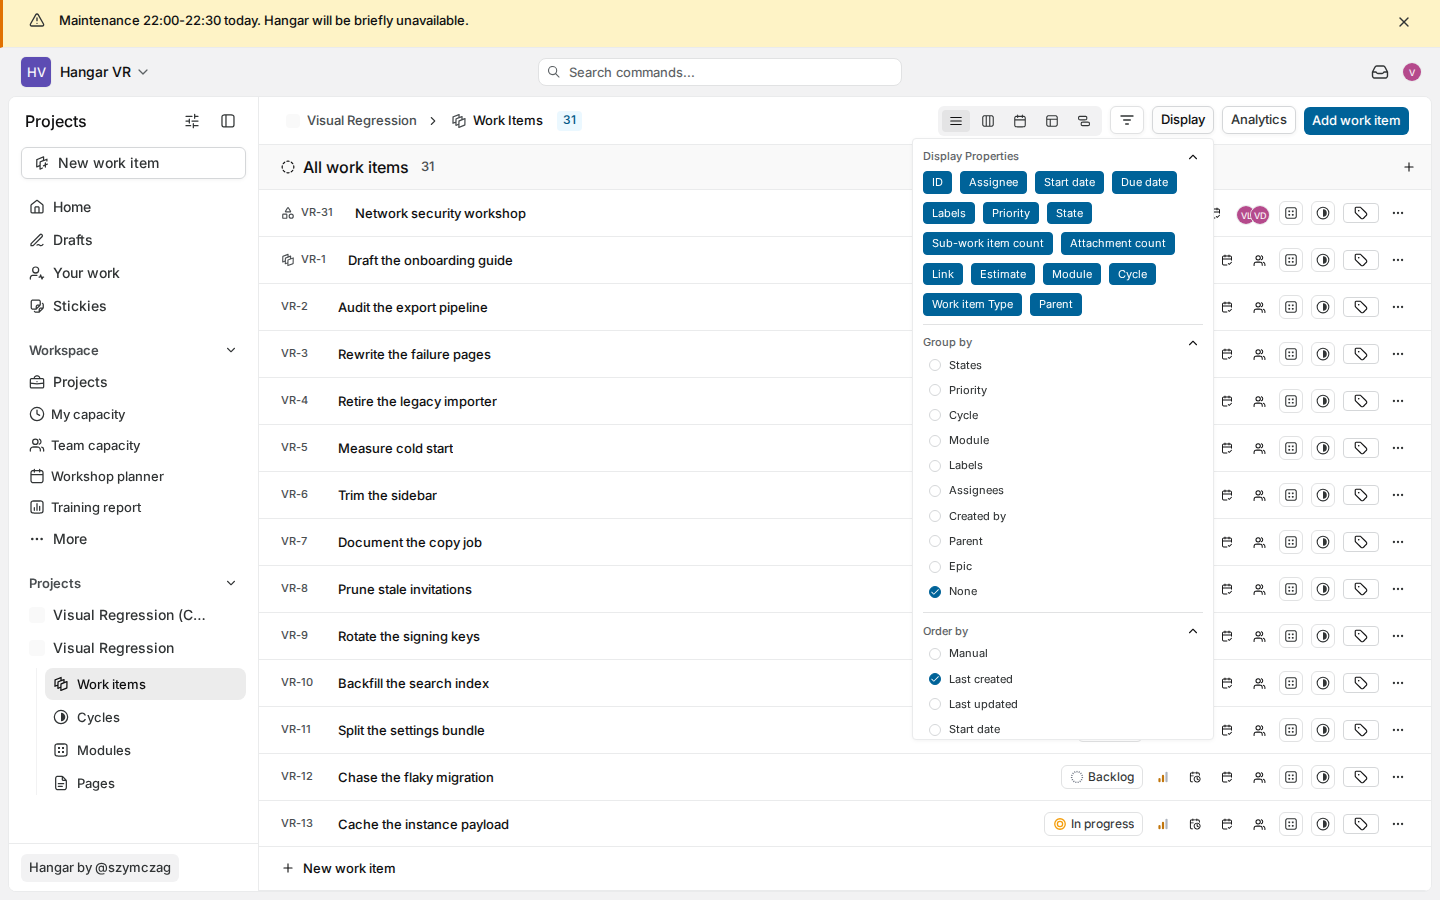 Maintenance 22:00-22:30 today. Hangar will be briefly unavailable.
HV Hangar VR
Search commands...
V
Projects
New work item
Home
Drafts
Your work
Stickies
Workspace
Projects
My capacity
Team capacity
Workshop planner
Training report
More
Projects
Visual Regression (C...
Visual Regression
Work items
Cycles
Modules
Pages
Hangar by @szymczag
Visual Regression
Work Items 31
Display
Analytics
Add work item
All work items 31
VR-31 Network security workshop
VD
VR-1 Draft the onboarding guide
VR-2 Audit the export pipeline
VR-3 Rewrite the failure pages
VR-4 Retire the legacy importer
VR-5 Measure cold start
VR-6 Trim the sidebar
VR-7 Document the copy job
VR-8 Prune stale invitations
VR-9 Rotate the signing keys
VR-10 Backfill the search index
VR-11 Split the settings bundle
VR-12 Chase the flaky migration Backlog
VR-13 Cache the instance payload In progress
New work item
Display Properties
ID Assignee Start date Due date
Labels Priority State
Sub-work item count Attachment count
Link Estimate Module Cycle
Work item Type Parent
Group by
States
Priority
Cycle
Module
Labels
Assignees
Created by
Parent
Epic
None
Order by
Manual
Last created
Last updated
Start date